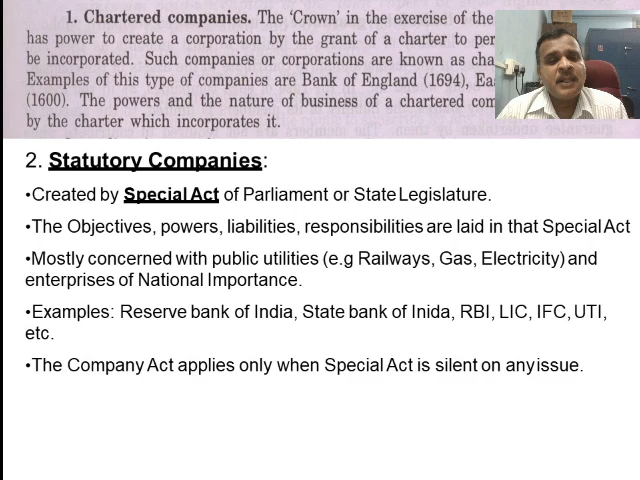 1. Chartered companies. The 'Crown' in the exercise of the
has power to create a corporation by the grant of a charter to per
be incorporated. Such companies or corporations are known as cha
Examples of this type of companies are Bank of England (1694), Ea
(1600). The powers and the nature of business of a chartered com
by the charter which incorporates it.
2. Statutory Companies:
•Created by Special Act of Parliament or State Legislature.
•The Objectives, powers, liabilities, responsibilities are laid in that Special Act
•Mostly concerned with public utilities (e.g Railways, Gas, Electricity) and
enterprises of National Importance.
•Examples: Reserve bank of India, State bank of Inida, RBI, LIC, IFC, UTI,
etc.
•The Company Act applies only when Special Act is silent on any issue.